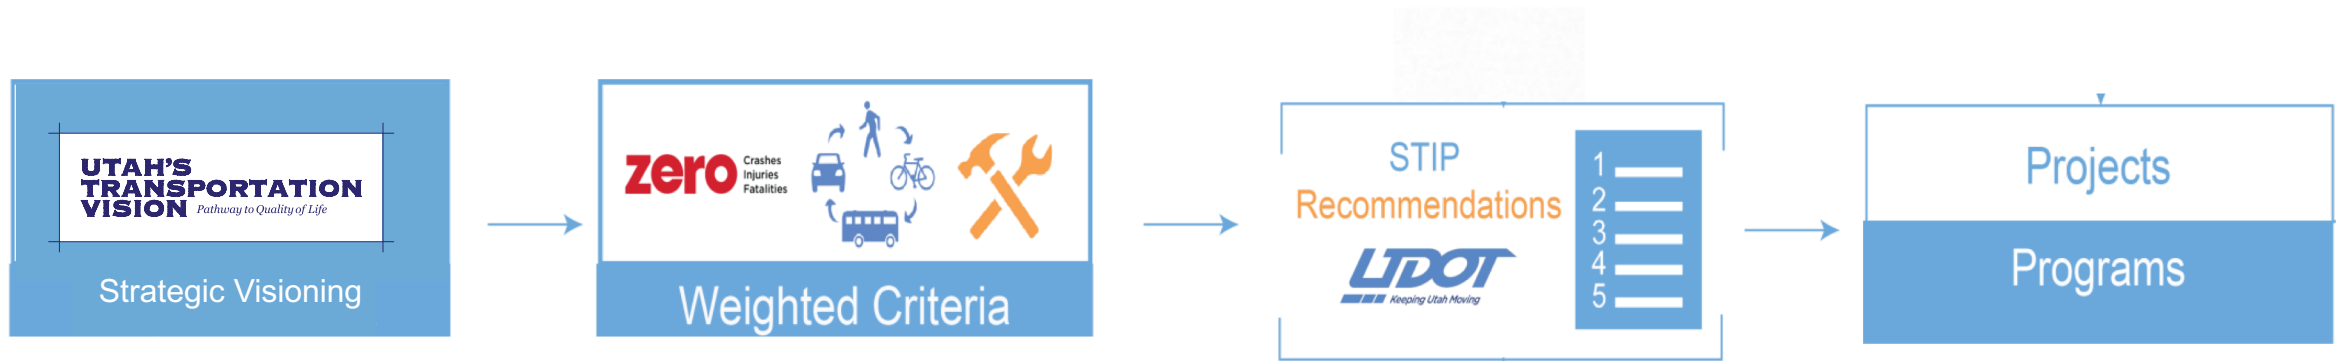 UTAH'S
TRANSPORTATION
VISION Pathway to Quality of Life
Strategic Visioning
zero Crashes
Injuries
Fatalities
Weighted Criteria
STIP
Recommendations
UDOT
Keeping Utah Moving
1
2
3
4
5
Projects
Programs